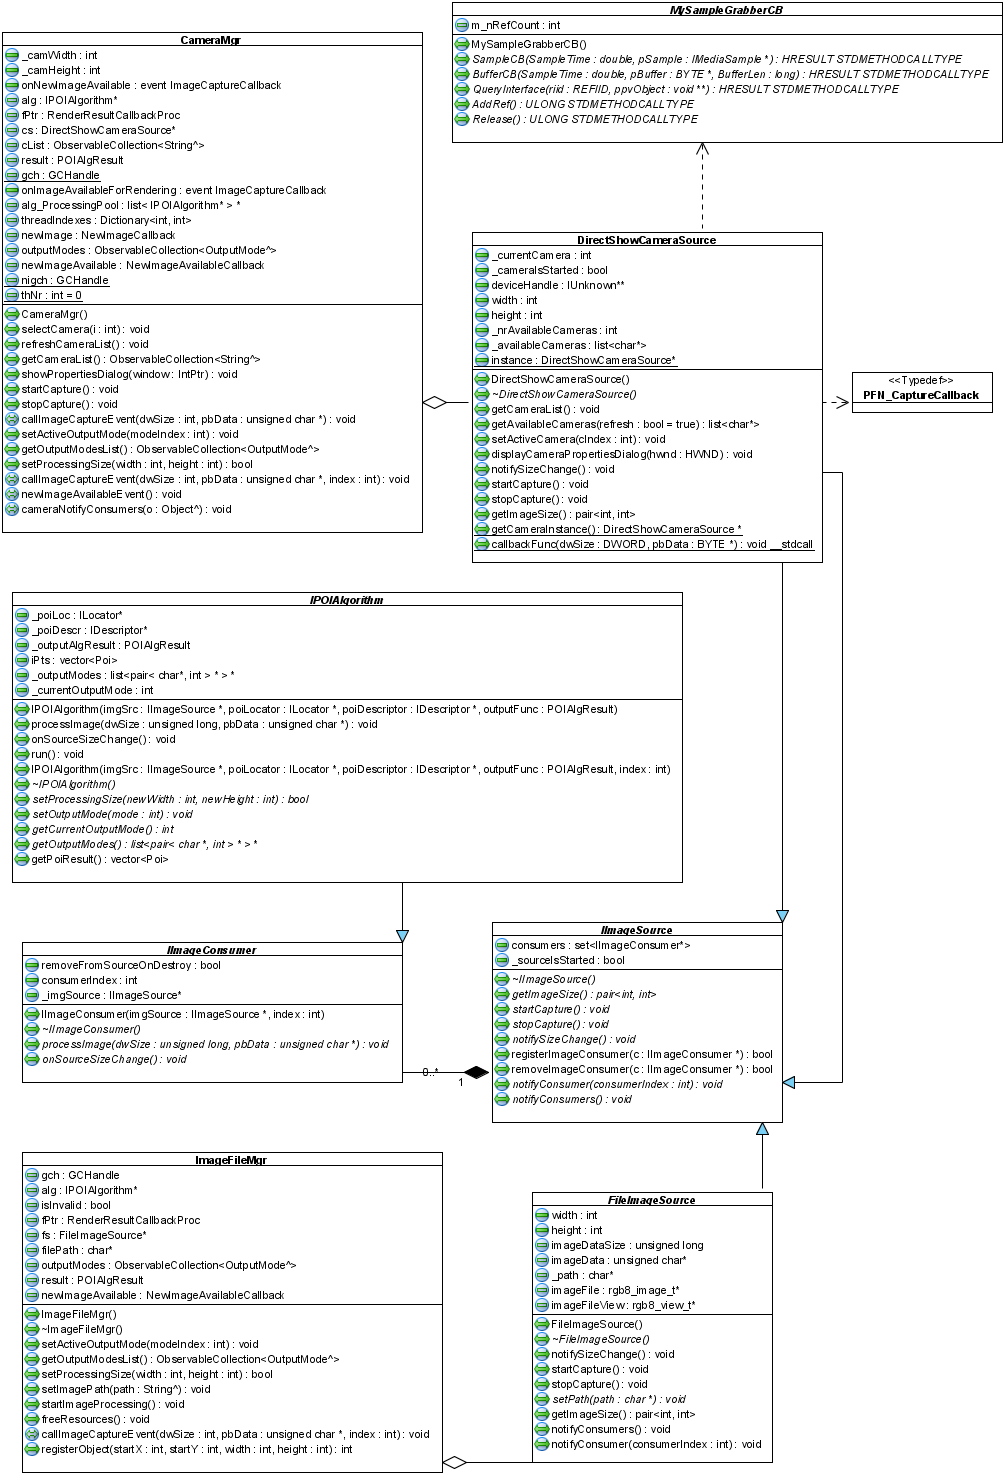 MySampleGrabberCB
m_nRefCount : int
MySampleGrabberCB()
SampleCB(SampleTime : double, pSample : IMediaSample *) : HRESULT STDMETHODCALLTYPE
BufferCB(SampleTime : double, pBuffer : BYTE *, BufferLen : long) : HRESULT STDMETHODCALLTYPE
QueryInterface(riid : REFIID, ppvObject : void **) : HRESULT STDMETHODCALLTYPE
AddRef() : ULONG STDMETHODCALLTYPE
Release() : ULONG STDMETHODCALLTYPE
CameraMgr
_camWidth : int
_camHeight : int
onNewImageAvailable : event ImageCaptureCallback
alg : IPOIAlgorithm*
fPtr : RenderResultCallbackProc
cs : DirectShowCameraSource*
cList : ObservableCollection<String^>
result : POIAlgResult
gch : GCHandle
onImageAvailableForRendering : event ImageCaptureCallback
alg_ProcessingPool : list< IPOIAlgorithm* > *
threadIndexes : Dictionary<int, int>
newImage : NewImageCallback
outputModes : ObservableCollection<OutputMode^>
newImageAvailable : NewImageAvailableCallback
nigch : GCHandle
thNr : int = 0
CameraMgr()
selectCamera(i : int) : void
refreshCameraList() : void
getCameraList() : ObservableCollection<String^>
showPropertiesDialog(window : IntPtr) : void
startCapture() : void
stopCapture() : void
callImageCaptureEvent(dwSize : int, pbData : unsigned char *) : void
setActiveOutputMode(modeIndex : int) : void
getOutputModesList() : ObservableCollection<OutputMode^>
setProcessingSize(width : int, height : int) : bool
callImageCaptureEvent(dwSize : int, pbData : unsigned char *, index : int) : void
newImageAvailableEvent() : void
cameraNotifyConsumers(o : Object^) : void
DirectShowCameraSource
_currentCamera : int
_cameraIsStarted : bool
deviceHandle : IUnknown**
width : int
height : int
_nrAvailableCameras : int
_availableCameras : list<char*>
instance : DirectShowCameraSource*
DirectShowCameraSource()
~DirectShowCameraSource()
getCameraList() : void
getAvailableCameras(refresh : bool = true) : list<char*>
setActiveCamera(cIndex : int) : void
displayCameraPropertiesDialog(hwnd : HWND) : void
notifySizeChange() : void
startCapture() : void
stopCapture() : void
getImageSize() : pair<int, int>
getCameraInstance() : DirectShowCameraSource *
callbackFunc(dwSize : DWORD, pbData : BYTE *) : void __stdcall
<<Typedef>>
PFN_CaptureCallback
IPOIAlgorithm
_poiLoc : ILocator*
_poiDescr : IDescriptor*
_outputAlgResult : POIAlgResult
iPts : vector<Poi>
_outputModes : list<pair< char*, int > * > *
_currentOutputMode : int
IPOIAlgorithm(imgSrc : IImageSource *, poiLocator : ILocator *, poiDescriptor : IDescriptor *, outputFunc : POIAlgResult)
processImage(dwSize : unsigned long, pbData : unsigned char *) : void
onSourceSizeChange() : void
run() : void
IPOIAlgorithm(imgSrc : IImageSource *, poiLocator : ILocator *, poiDescriptor : IDescriptor *, outputFunc : POIAlgResult, index : int)
~IPOIAlgorithm()
setProcessingSize(newWidth : int, newHeight : int) : bool
setOutputMode(mode : int) : void
getCurrentOutputMode() : int
getOutputModes() : list<pair< char *, int > * > *
getPoiResult() : vector<Poi>
IImageConsumer
removeFromSourceOnDestroy : bool
consumerIndex : int
_imgSource : IImageSource*
IImageConsumer(imgSource : IImageSource *, index : int)
~IImageConsumer()
processImage(dwSize : unsigned long, pbData : unsigned char *) : void
onSourceSizeChange() : void
0..*
1
IImageSource
consumers : set<IImageConsumer*>
_sourceIsStarted : bool
~IImageSource()
getImageSize() : pair<int, int>
startCapture() : void
stopCapture() : void
notifySizeChange() : void
registerImageConsumer(c : IImageConsumer *) : bool
removeImageConsumer(c : IImageConsumer *) : bool
notifyConsumer(consumerIndex : int) : void
notifyConsumers() : void
ImageFileMgr
gch : GCHandle
alg : IPOIAlgorithm*
isInvalid : bool
fPtr : RenderResultCallbackProc
fs : FileImageSource*
filePath : char*
outputModes : ObservableCollection<OutputMode^>
result : POIAlgResult
newImageAvailable : NewImageAvailableCallback
ImageFileMgr()
~ImageFileMgr()
setActiveOutputMode(modeIndex : int) : void
getOutputModesList() : ObservableCollection<OutputMode^>
setProcessingSize(width : int, height : int) : bool
setImagePath(path : String^) : void
startImageProcessing() : void
freeResources() : void
callImageCaptureEvent(dwSize : int, pbData : unsigned char *, index : int) : void
registerObject(startX : int, startY : int, width : int, height : int) : int
FileImageSource
width : int
height : int
imageDataSize : unsigned long
imageData : unsigned char*
_path : char*
imageFile : rgb8_image_t*
imageFileView : rgb8_view_t*
FileImageSource()
~FileImageSource()
notifySizeChange() : void
startCapture() : void
stopCapture() : void
setPath(path : char *) : void
getImageSize() : pair<int, int>
notifyConsumers() : void
notifyConsumer(consumerIndex : int) : void